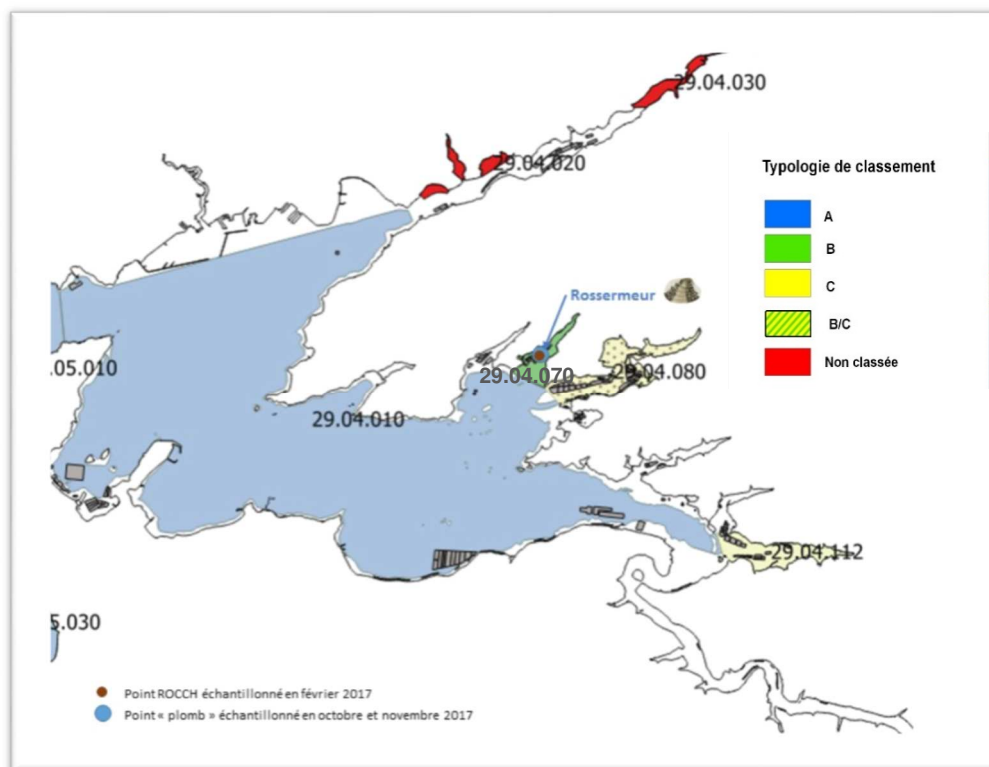 29.04.030
29.04.020
Typologie de classement
A
B
C
B/C
Non classée
Rossermeur
.05.010
29.04.070
29.04.080
29.04.010
29.04.112
5.030
Point ROCCH échantillonné en février 2017
Point « plomb » échantillonné en octobre et novembre 2017